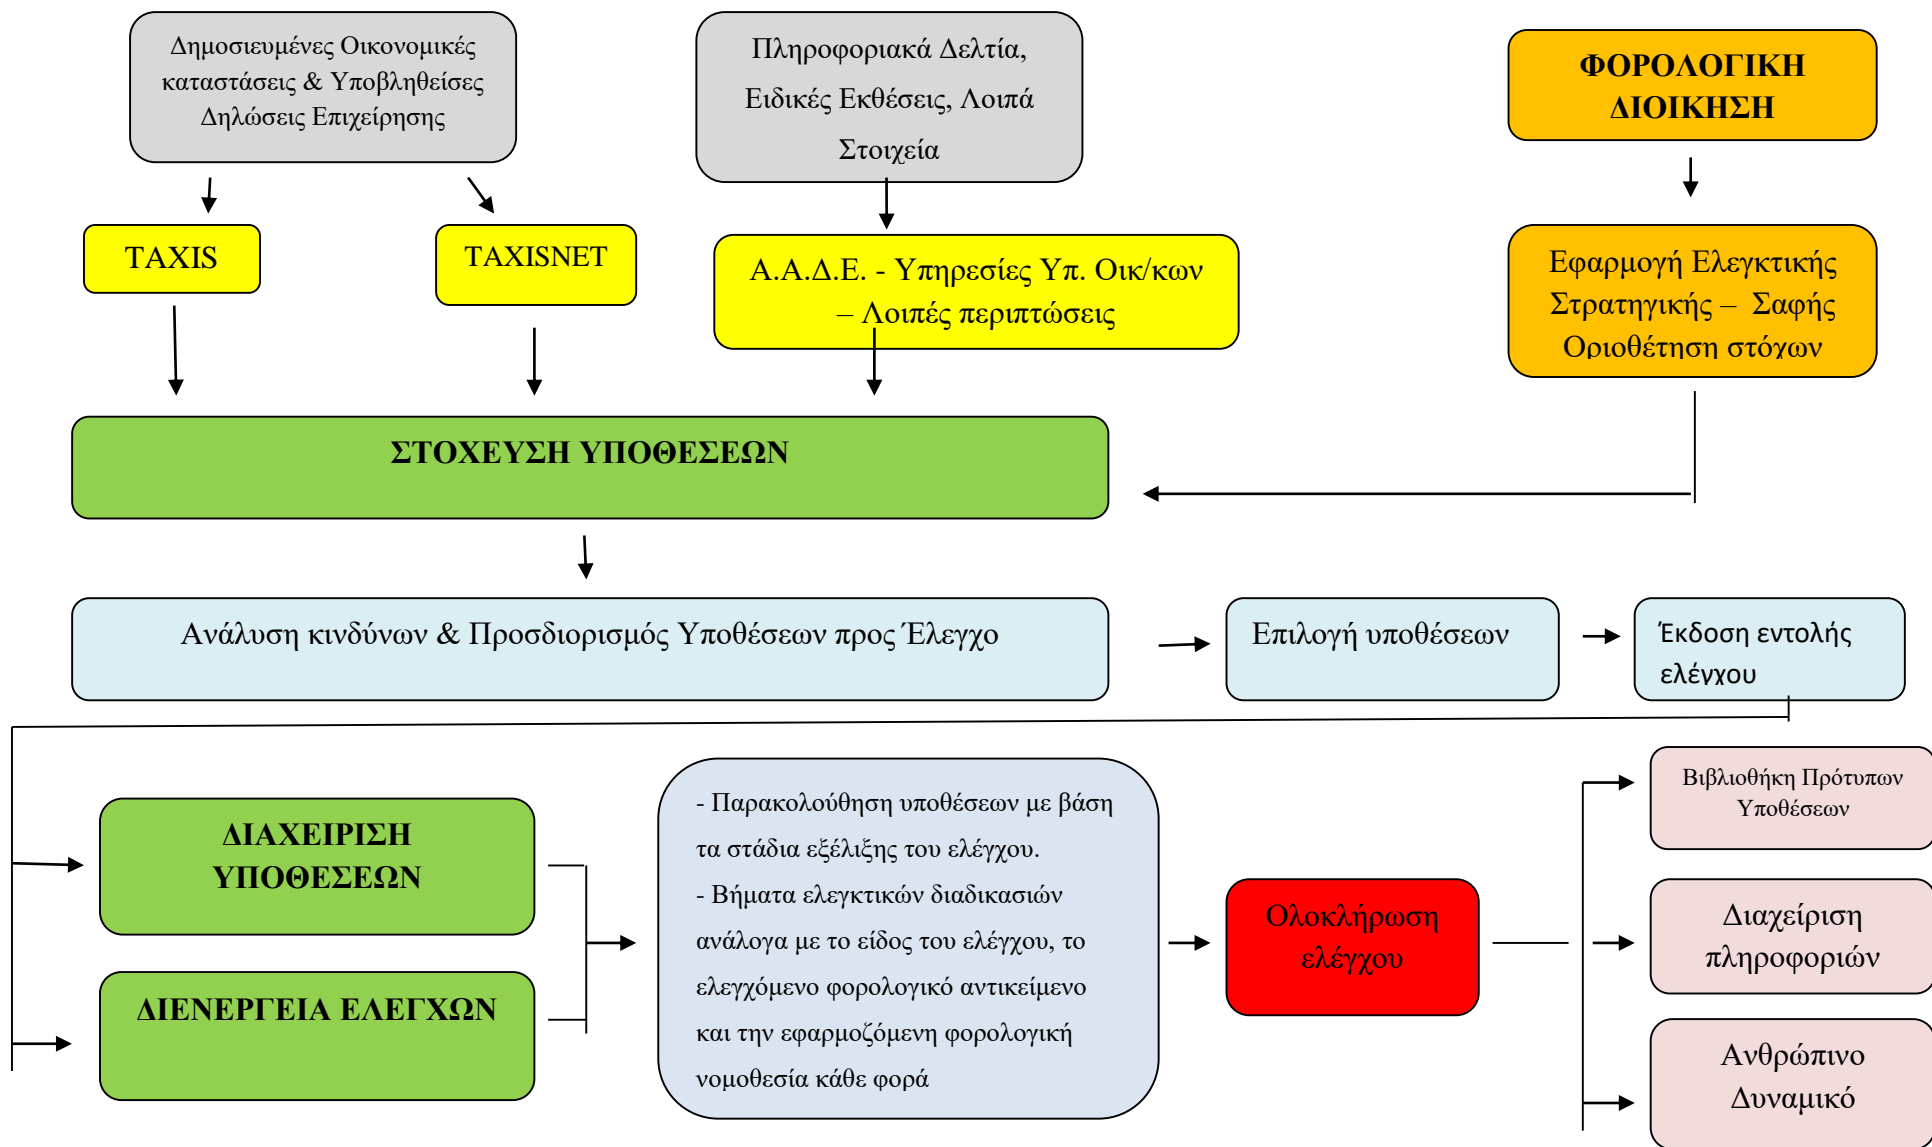 Δημοσιευμένες Οικονομικές
καταστάσεις & Υποβληθείσες
Δηλώσεις Επιχείρησης
Πληροφοριακά Δελτία,
Ειδικές Εκθέσεις, Λοιπά
Στοιχεία
ΦΟΡΟΛΟΓΙΚΗ
ΔΙΟΙΚΗΣΗ
TAXIS
TAXISNET
Α.Α.Δ.Ε. - Υπηρεσίες Υπ. Οικ/κων
– Λοιπές περιπτώσεις
Εφαρμογή Ελεγκτικής
Στρατηγικής – Σαφής
Οριοθέτηση στόχων
ΣΤΟΧΕΥΣΗ ΥΠΟΘΕΣΕΩΝ
Ανάλυση κινδύνων & Προσδιορισμός Υποθέσεων προς Έλεγχο
Επιλογή υποθέσεων
Έκδοση εντολής
ελέγχου
ΔΙΑΧΕΙΡΙΣΗ
ΥΠΟΘΕΣΕΩΝ
ΔΙΕΝΕΡΓΕΙΑ ΕΛΕΓΧΩΝ
- Παρακολούθηση υποθέσεων με βάση
τα στάδια εξέλιξης του ελέγχου.
- Βήματα ελεγκτικών διαδικασιών
ανάλογα με το είδος του ελέγχου, το
ελεγχόμενο φορολογικό αντικείμενο
και την εφαρμοζόμενη φορολογική
νομοθεσία κάθε φορά
Ολοκλήρωση
ελέγχου
Βιβλιοθήκη Πρότυπων
Υποθέσεων
Διαχείριση
πληροφοριών
Ανθρώπινο
Δυναμικό